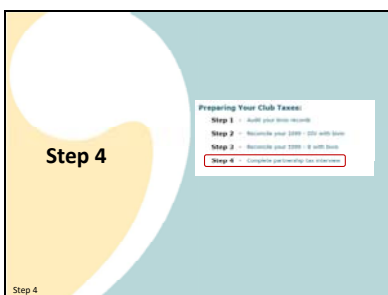 Preparing Your Club Taxes:
Step 1 - Audit your bivio records
Step 2 - Reconcile your 1099 - DIV with bivio
Step 3 - Reconcile your 1099 - B with bivio
Step 4 - Complete partnership tax interview
Step 4
Step 4